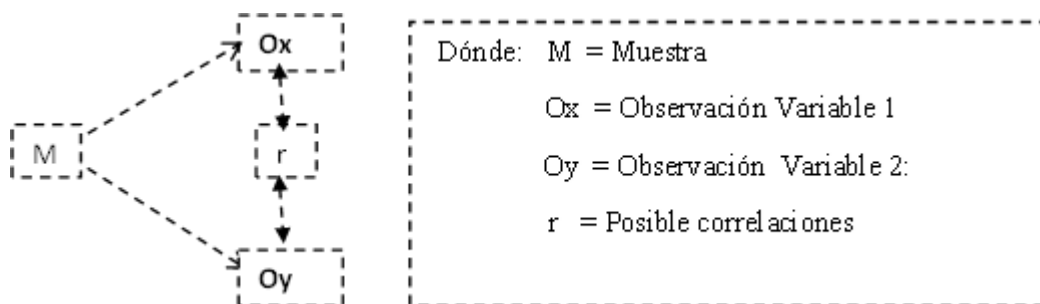 Ox
M
r
Oy
Dónde: M = Muestra
Ox = Observación Variable 1
Oy = Observación Variable 2:
r = Posible correlaciones